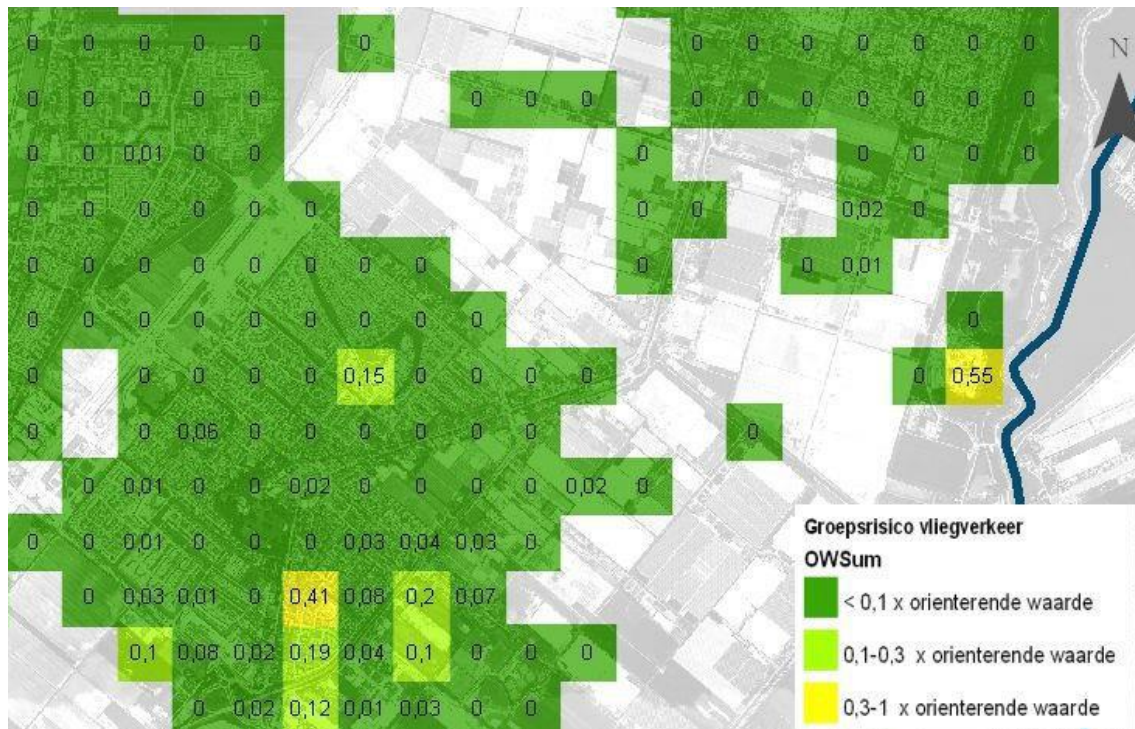 0 0 0 0 0 0 0 0 0 0 0 0 0
N
0 0 0 0 0 0 0 0 0 0 0 0 0 0 0
0 0 0,01 0 0 0 0 0 0 0
0 0 0 0 0 0 0 0 0,02 0
0 0 0 0 0 0 0 0 0 0 0,01
0 0 0 0 0 0 0 0 0 0
0 0 0 0 0 0,15 0 0 0 0 0 0,55
0 0 0,06 0 0 0 0 0 0 0
0 0,01 0 0 0,02 0 0 0 0 0,02 0
0 0 0,01 0 0 0 0,03 0,04 0,03 0
0 0,03 0,01 0 0,41 0,08 0,2 0,07
0,1 0,08 0,02 0,19 0,04 0,1 0 0 0
0 0,02 0,12 0,01 0,03 0 0
Groepsrisico vliegverkeer
OWSum
< 0,1 x orienterende waarde
0,1-0,3 x orienterende waarde
0,3-1 x orienterende waarde